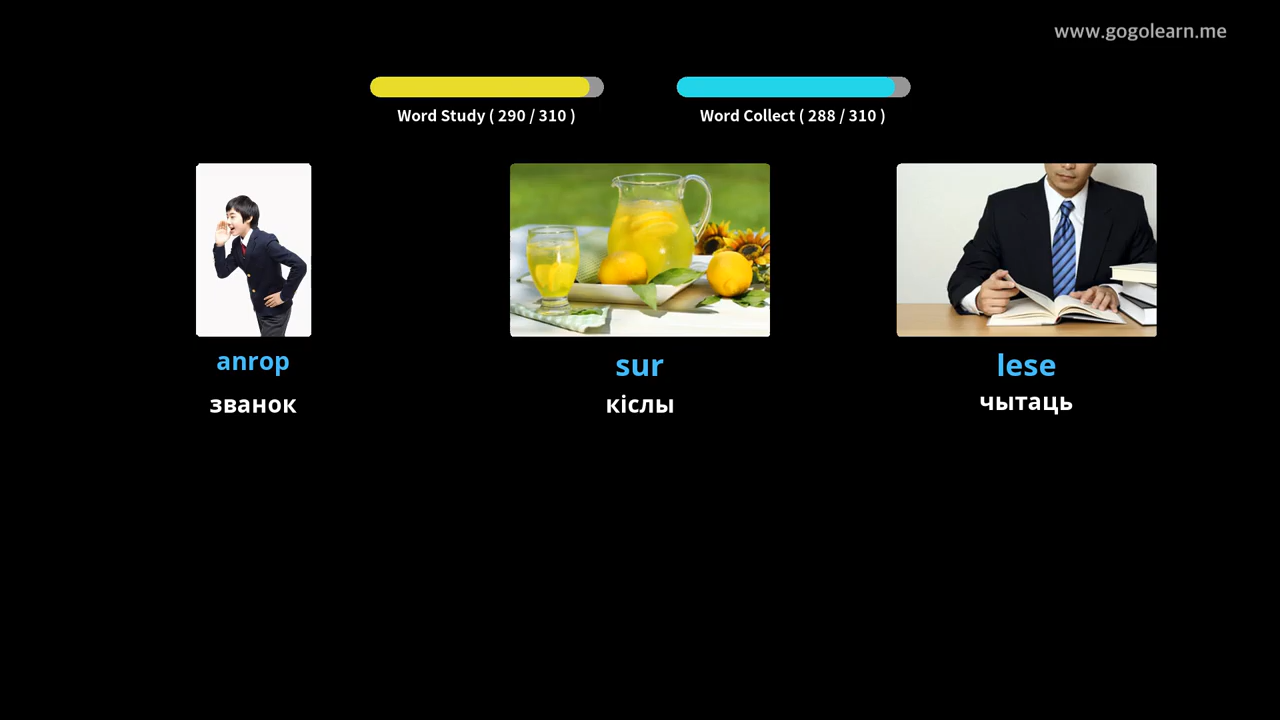 www.gogolearn.me
Word Study ( 290 / 310 )
Word Collect ( 288 / 310 )
anrop
званок
sur
кіслы
lese
чытаць